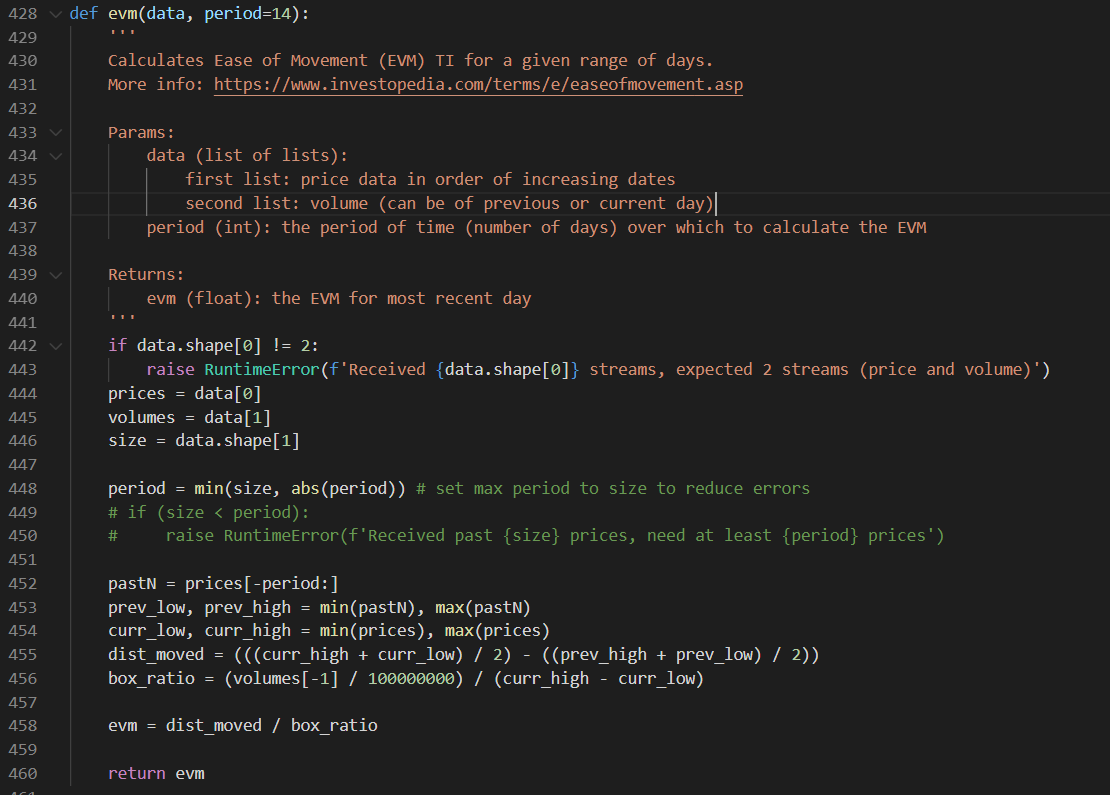 428 def evm(data, period=14):
429     '''
430     Calculates Ease of Movement (EVM) TI for a given range of days.
431     More info: https://www.investopedia.com/terms/e/easeofmovement.asp
432
433     Params:
434         data (list of lists):
435             first list: price data in order of increasing dates
436             second list: volume (can be of previous or current day)
437         period (int): the period of time (number of days) over which to calculate the EVM
438
439     Returns:
440         evm (float): the EVM for most recent day
441     '''
442     if data.shape[0] != 2:
443         raise RuntimeError(f'Received {data.shape[0]} streams, expected 2 streams (price and volume)')
444     prices = data[0]
445     volumes = data[1]
446     size = data.shape[1]
447
448     period = min(size, abs(period)) # set max period to size to reduce errors
449     # if (size < period):
450     #     raise RuntimeError(f'Received past {size} prices, need at least {period} prices')
451
452     pastN = prices[-period:]
453     prev_low, prev_high = min(pastN), max(pastN)
454     curr_low, curr_high = min(prices), max(prices)
455     dist_moved = (((curr_high + curr_low) / 2) - ((prev_high + prev_low) / 2))
456     box_ratio = (volumes[-1] / 100000000) / (curr_high - curr_low)
457
458     evm = dist_moved / box_ratio
459
460     return evm